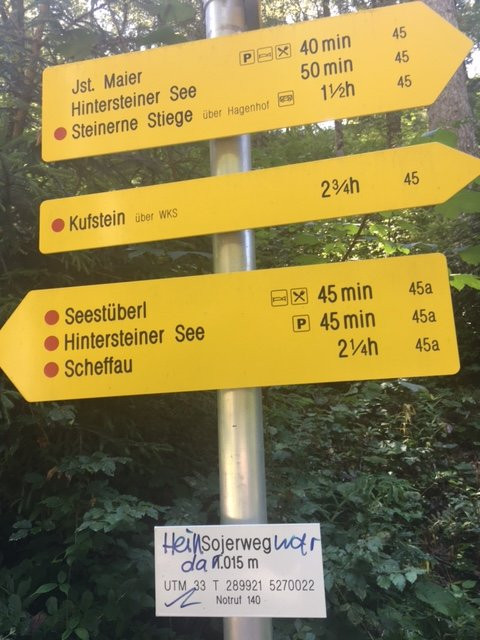 Jst. Maier P 40 min 45
Hintersteiner See 50 min 45
Steinerne Stiege über Hagenhof 1½h 45
Kufstein über WKS 2¾h 45
Seestüberl 45 min 45a
Hintersteiner See P 45 min 45a
Scheffau 2¼h 45a
Sojerweg war
da 1.015 m
UTM 33 T 289921 5270022
Notruf 140